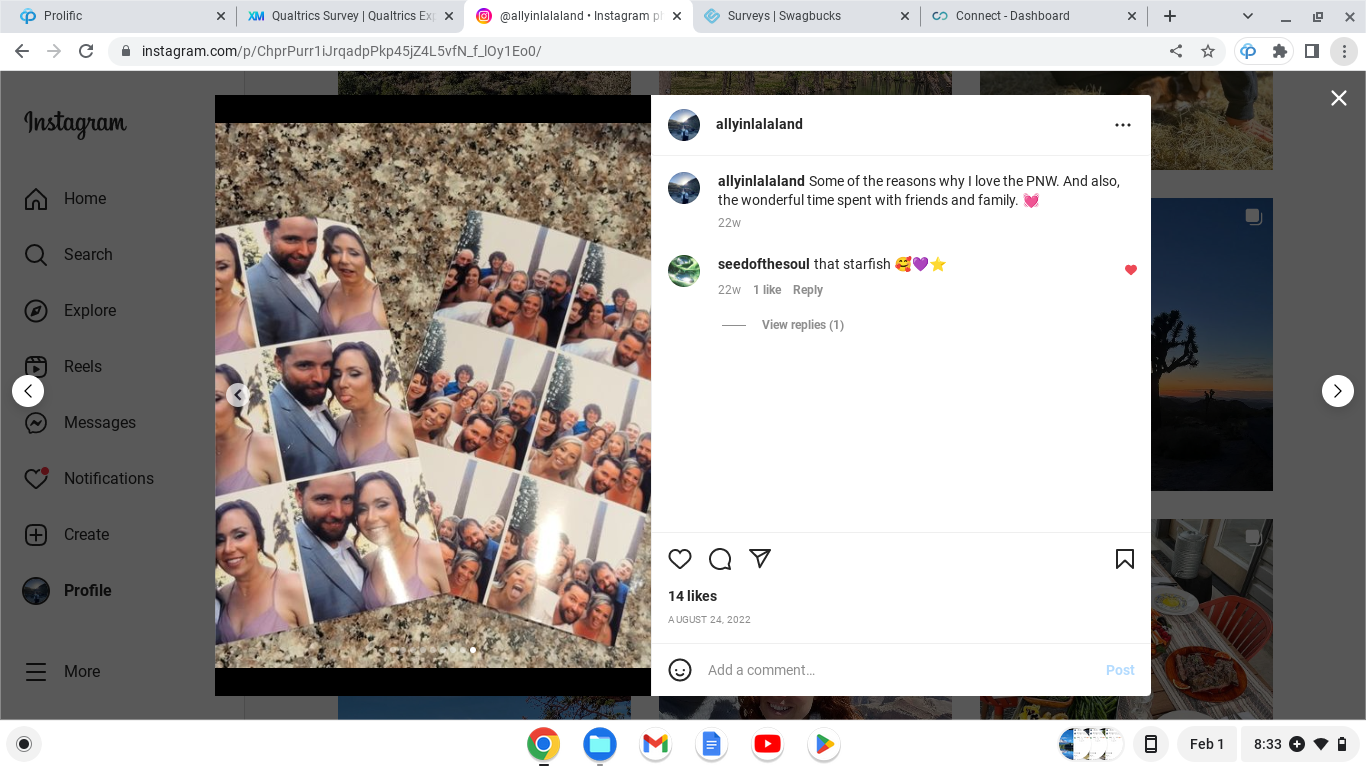 Prolific
Qualtrics Survey | Qualtrics Exp
@allyinlalaland • Instagram p
Surveys | Swagbucks
Connect - Dashboard
instagram.com/p/ChprPurr1iJrqadpPkp45jZ4L5vfN_f_lOy1Eo0/
Instagram
Home
Search
Explore
Reels
Messages
Notifications
Create
Profile
More
allyinlalaland
allyinlalaland Some of the reasons why I love the PNW. And also,
the wonderful time spent with friends and family. 💓
22w
seedofthesoul that starfish 🥰💜⭐
22w 1 like Reply
View replies (1)
14 likes
AUGUST 24, 2022
Add a comment...
Post
Feb 1
8:33